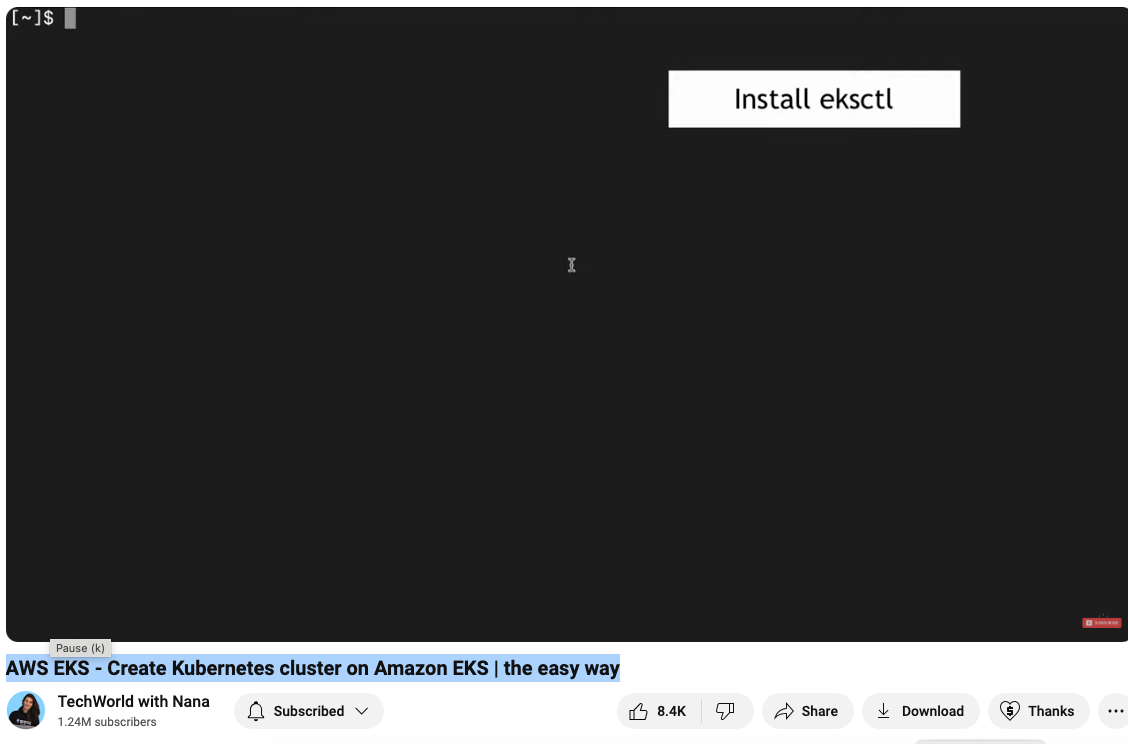 [~]$
Install eksctl
SUBSCRIBE
Pause (k)
AWS EKS - Create Kubernetes cluster on Amazon EKS | the easy way
TechWorld with Nana
1.24M subscribers
Subscribed
8.4K
Share
Download
Thanks